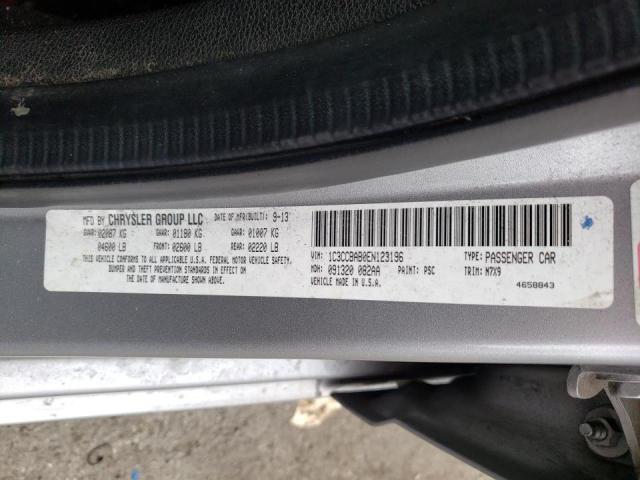 MFD BY CHRYSLER GROUP LLC DATE OF MFR(BUILT): 9-13
GVWR: 02087 KG GAWR: 01180 KG GAWR: 01007 KG
04600 LB FRONT: 02600 LB REAR: 02220 LB
THIS VEHICLE CONFORMS TO ALL APPLICABLE U.S.A. FEDERAL MOTOR VEHICLE SAFETY,
BUMPER AND THEFT PREVENTION STANDARDS IN EFFECT ON
THE DATE OF MANUFACTURE SHOWN ABOVE.
VIN: 1C3CCBAB0EN123196 TYPE: PASSENGER CAR
MDH: 091320 082AA PAINT: PSC TRIM: M7X9
VEHICLE MADE IN U.S.A. 4658843